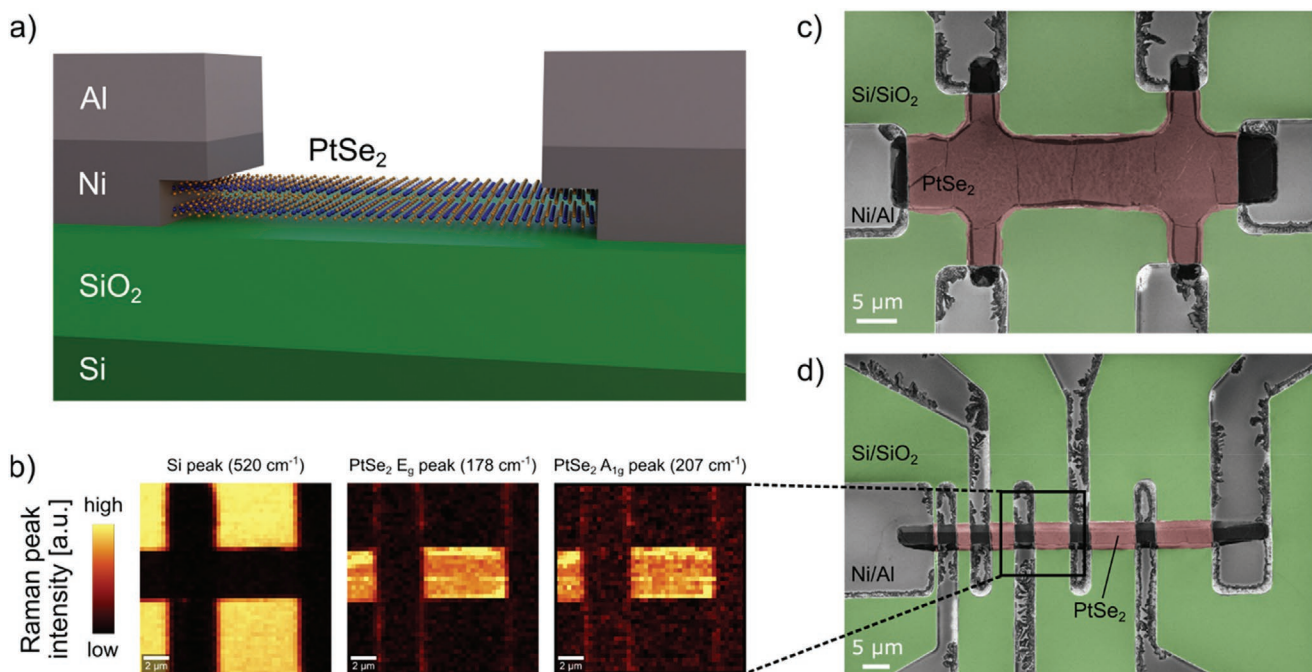 a)
Al
Ni
PtSe₂
SiO₂
Si
b)
Raman peak
intensity [a.u.]
high
low
Si peak (520 cm⁻¹)
2 µm
PtSe₂ E_g peak (178 cm⁻¹)
2 µm
PtSe₂ A₁g peak (207 cm⁻¹)
2 µm
c)
Si/SiO₂
PtSe₂
Ni/Al
5 µm
d)
Si/SiO₂
Ni/Al
PtSe₂
5 µm